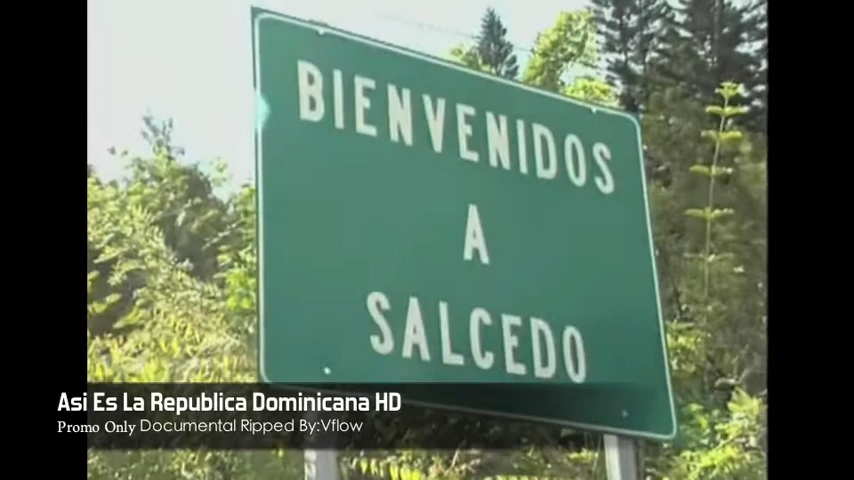 BIENVENIDOS
A
SALCEDO
Asi Es La Republica Dominicana HD
Promo Only Documental Ripped By:Vflow